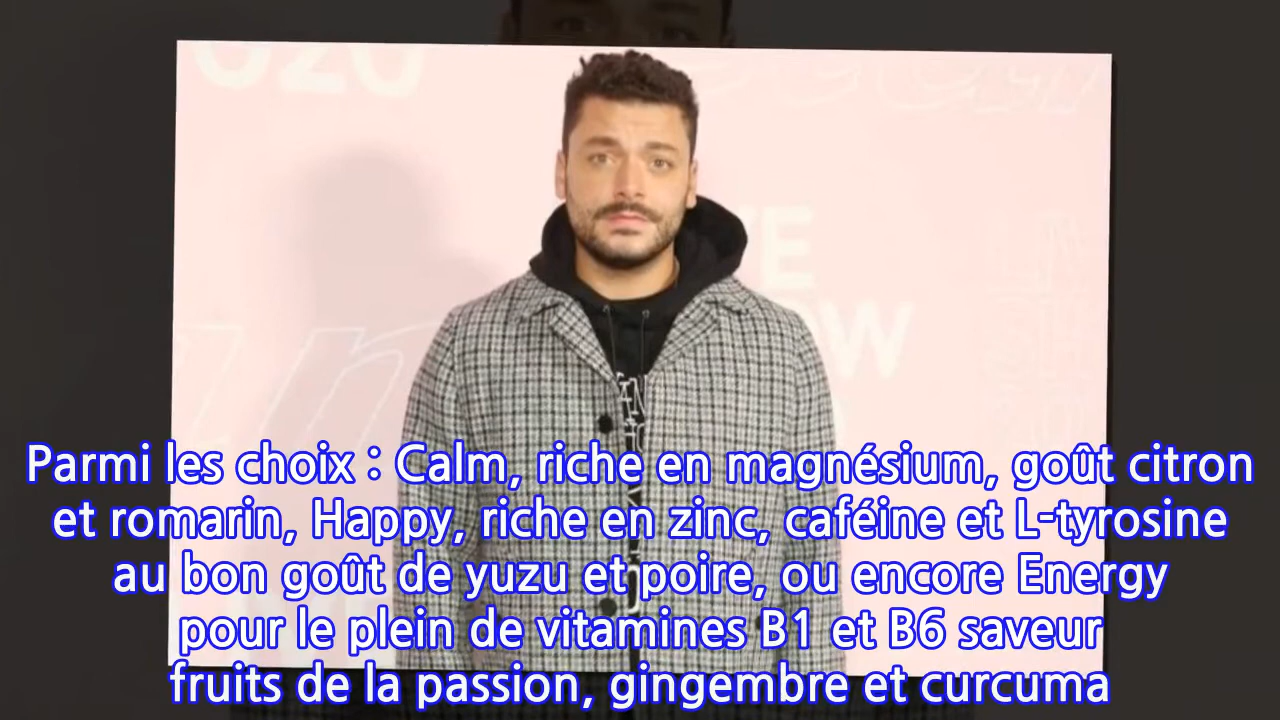 Parmi les choix : Calm, riche en magnésium, goût citron
et romarin, Happy, riche en zinc, caféine et L-tyrosine
au bon goût de yuzu et poire, ou encore Energy
pour le plein de vitamines B1 et B6 saveur
fruits de la passion, gingembre et curcuma